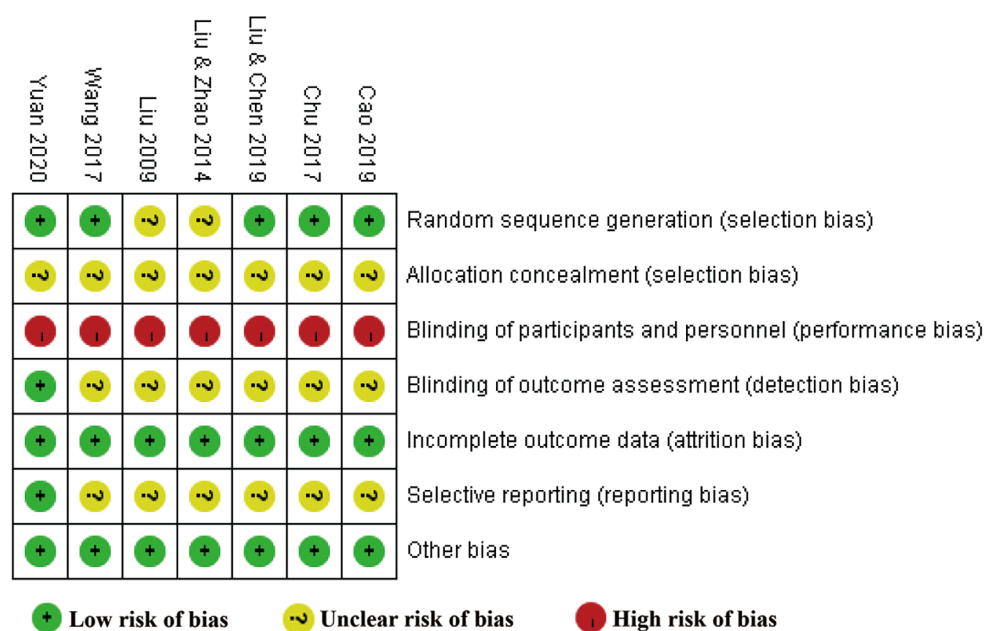 Yuan 2020
Wang 2017
Liu 2009
Liu & Zhao 2014
Liu & Chen 2019
Chu 2017
Cao 2019
+ + ? ? + + + Random sequence generation (selection bias)
? ? ? ? ? ? ? Allocation concealment (selection bias)
- - - - - - - Blinding of participants and personnel (performance bias)
+ ? ? ? ? ? ? Blinding of outcome assessment (detection bias)
+ + + + + + + Incomplete outcome data (attrition bias)
+ ? ? ? ? ? ? Selective reporting (reporting bias)
+ + + + + + + Other bias
+ Low risk of bias ? Unclear risk of bias - High risk of bias